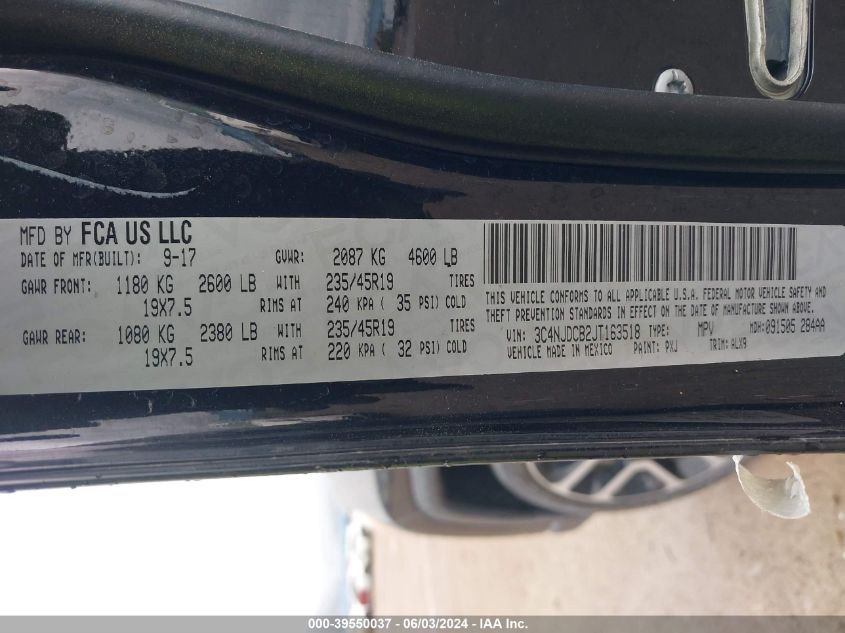 MFD BY FCA US LLC
DATE OF MFR(BUILT): 9-17 GVWR: 2087 KG 4600 LB
GAWR FRONT: 1180 KG 2600 LB WITH 235/45R19 TIRES
19X7.5 RIMS AT 240 KPA ( 35 PSI) COLD
GAWR REAR: 1080 KG 2380 LB WITH 235/45R19 TIRES
19X7.5 RIMS AT 220 KPA ( 32 PSI) COLD
THIS VEHICLE CONFORMS TO ALL APPLICABLE U.S.A. FEDERAL MOTOR VEHICLE SAFETY AND
THEFT PREVENTION STANDARDS IN EFFECT ON THE DATE OF MANUFACTURE SHOWN ABOVE.
VIN: 3C4NJDCB2JT163518 TYPE: MPV MDH:091505 284AA
VEHICLE MADE IN MEXICO PAINT: PXJ TRIM: ALX9
000-39550037 - 06/03/2024 - IAA Inc.